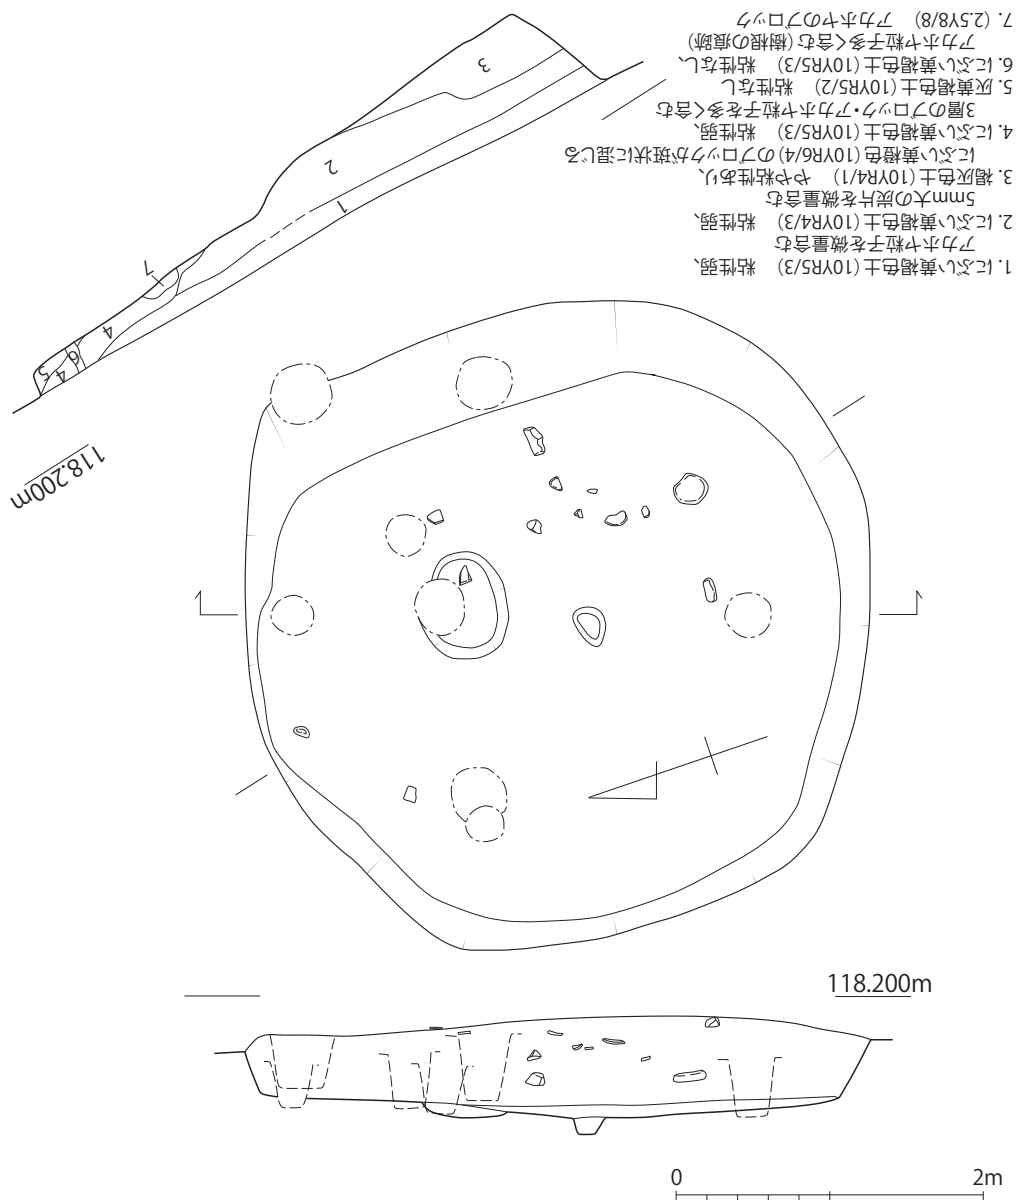 1. にぶい黄褐色土(10YR5/3)　粘性弱、
アカホヤ粒子を微量含む
2. にぶい黄褐色土(10YR4/3)　粘性弱、
5mm大の炭片を微量含む
3. 褐灰色土(10YR4/1)　やや粘性あり、
にぶい黄橙色(10YR6/4)のブロックが斑状に混じる
4. にぶい黄褐色土(10YR5/3)　粘性弱、
3層のブロック・アカホヤ粒子を多く含む
5. 灰黄褐色土(10YR5/2)　粘性なし
6. にぶい黄褐色土(10YR5/3)　粘性なし、
アカホヤ粒子多く含む(樹根の痕跡)
7. (2.5Y8/8)　アカホヤのブロック
3
2
1
7
4
6
5
4
118.200m
118.200m
0
2m